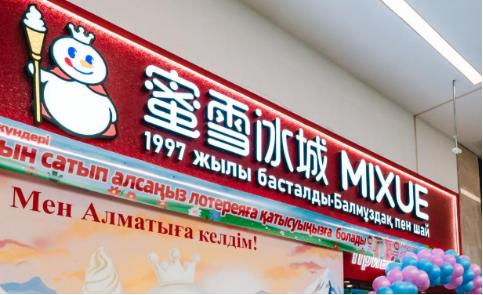 蜜雪冰城 MIXUE
1997 жылы басталды·Балмұздақ пен шай
күндері
сатып алсаңыз лотереяға қатысуыңызға болады
Мен Алматыға келдім!